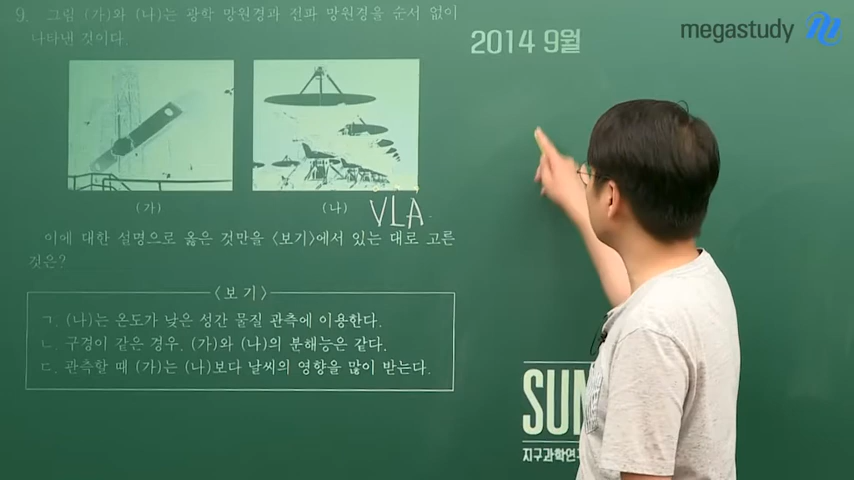 9. 그림 (가)와 (나)는 광학 망원경과 전파 망원경을 순서 없이
나타낸 것이다.
2014 9월
megastudy
(가)
(나)
VLA
이에 대한 설명으로 옳은 것만을 <보기>에서 있는 대로 고른
것은?
<보 기>
ㄱ. (나)는 온도가 낮은 성간 물질 관측에 이용한다.
ㄴ. 구경이 같은 경우, (가)와 (나)의 분해능은 같다.
ㄷ. 관측할 때 (가)는 (나)보다 날씨의 영향을 많이 받는다.
지구과학연구